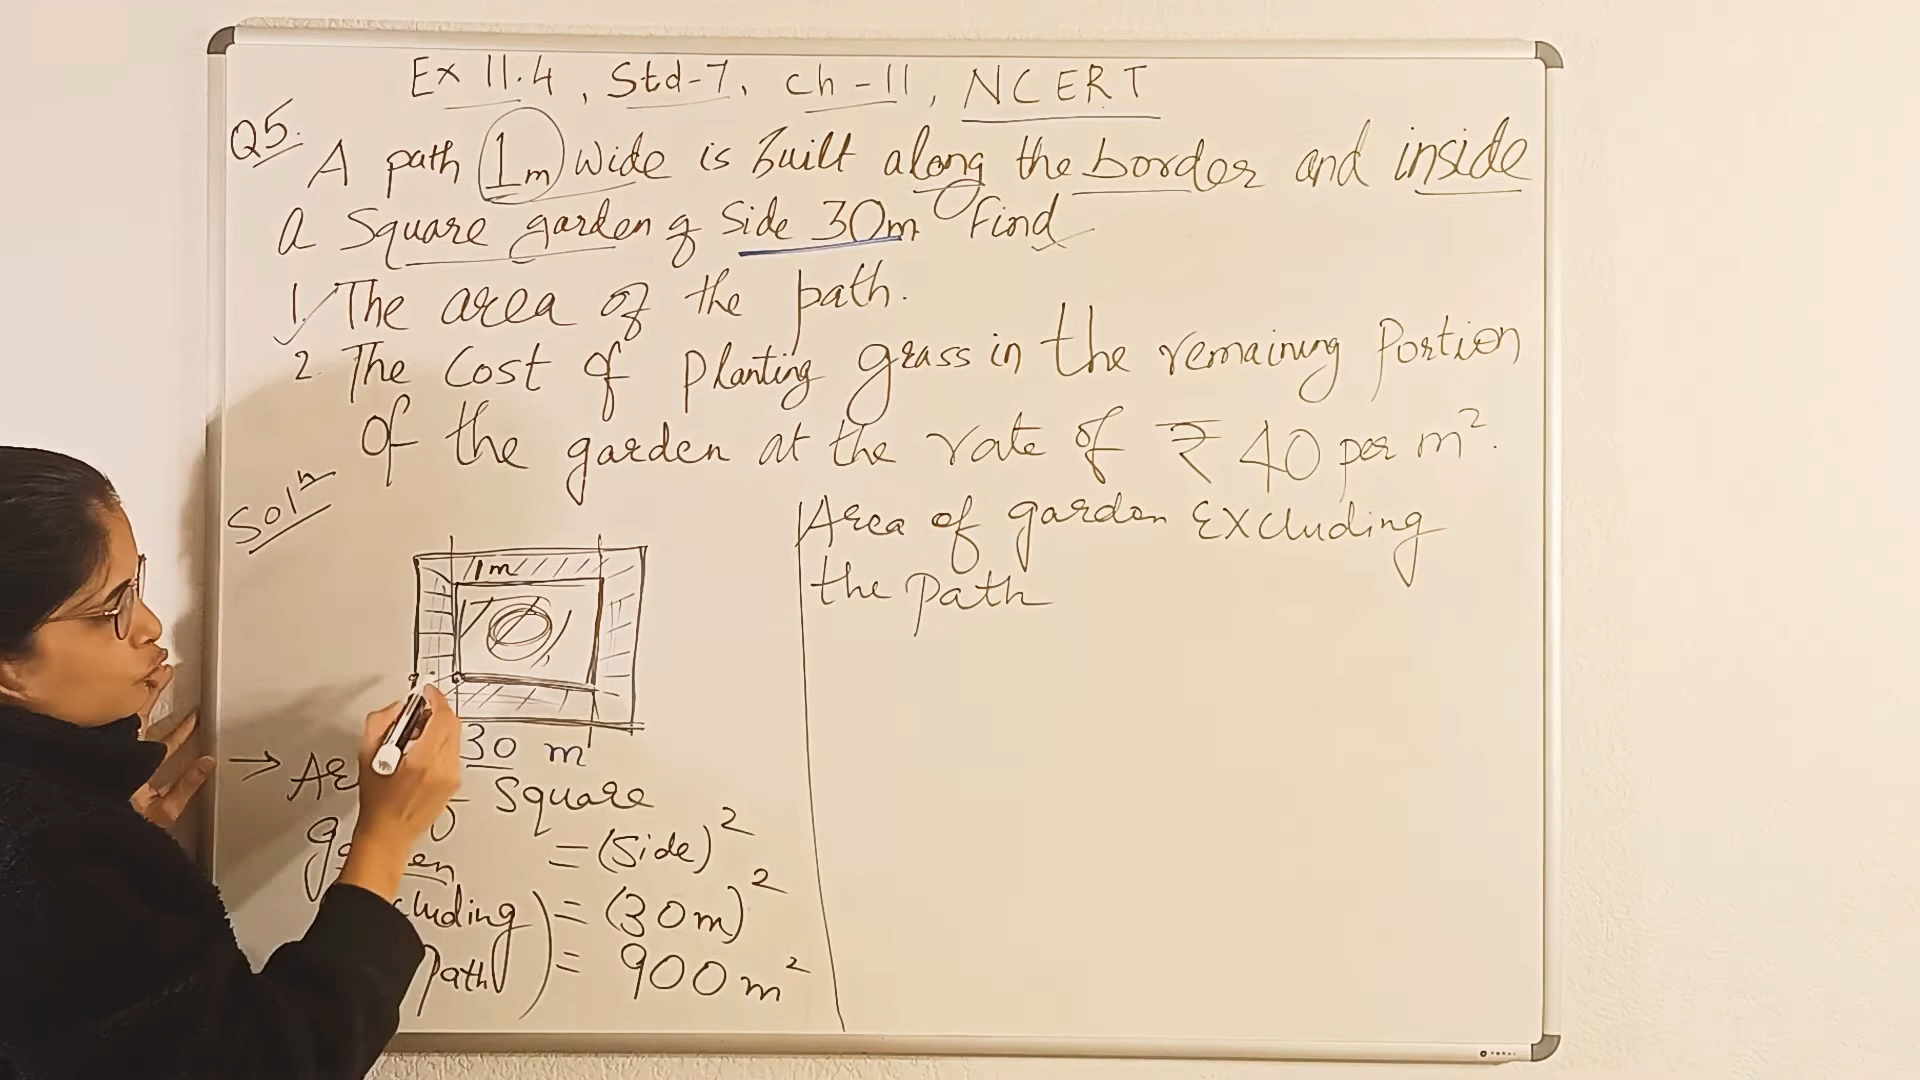 Ex 11.4, Std-7, Ch-11, NCERT
Q5. A path 1m wide is built along the border and inside
a Square garden of Side 30m Find
1. The area of the path.
2. The Cost of Planting grass in the remaining Portion
of the garden at the rate of ₹ 40 per m².
Solⁿ
1m
30 m
→ Square
= (Side)²
= (30m)²
Path) = 900m²
Area of garden Excluding
the Path